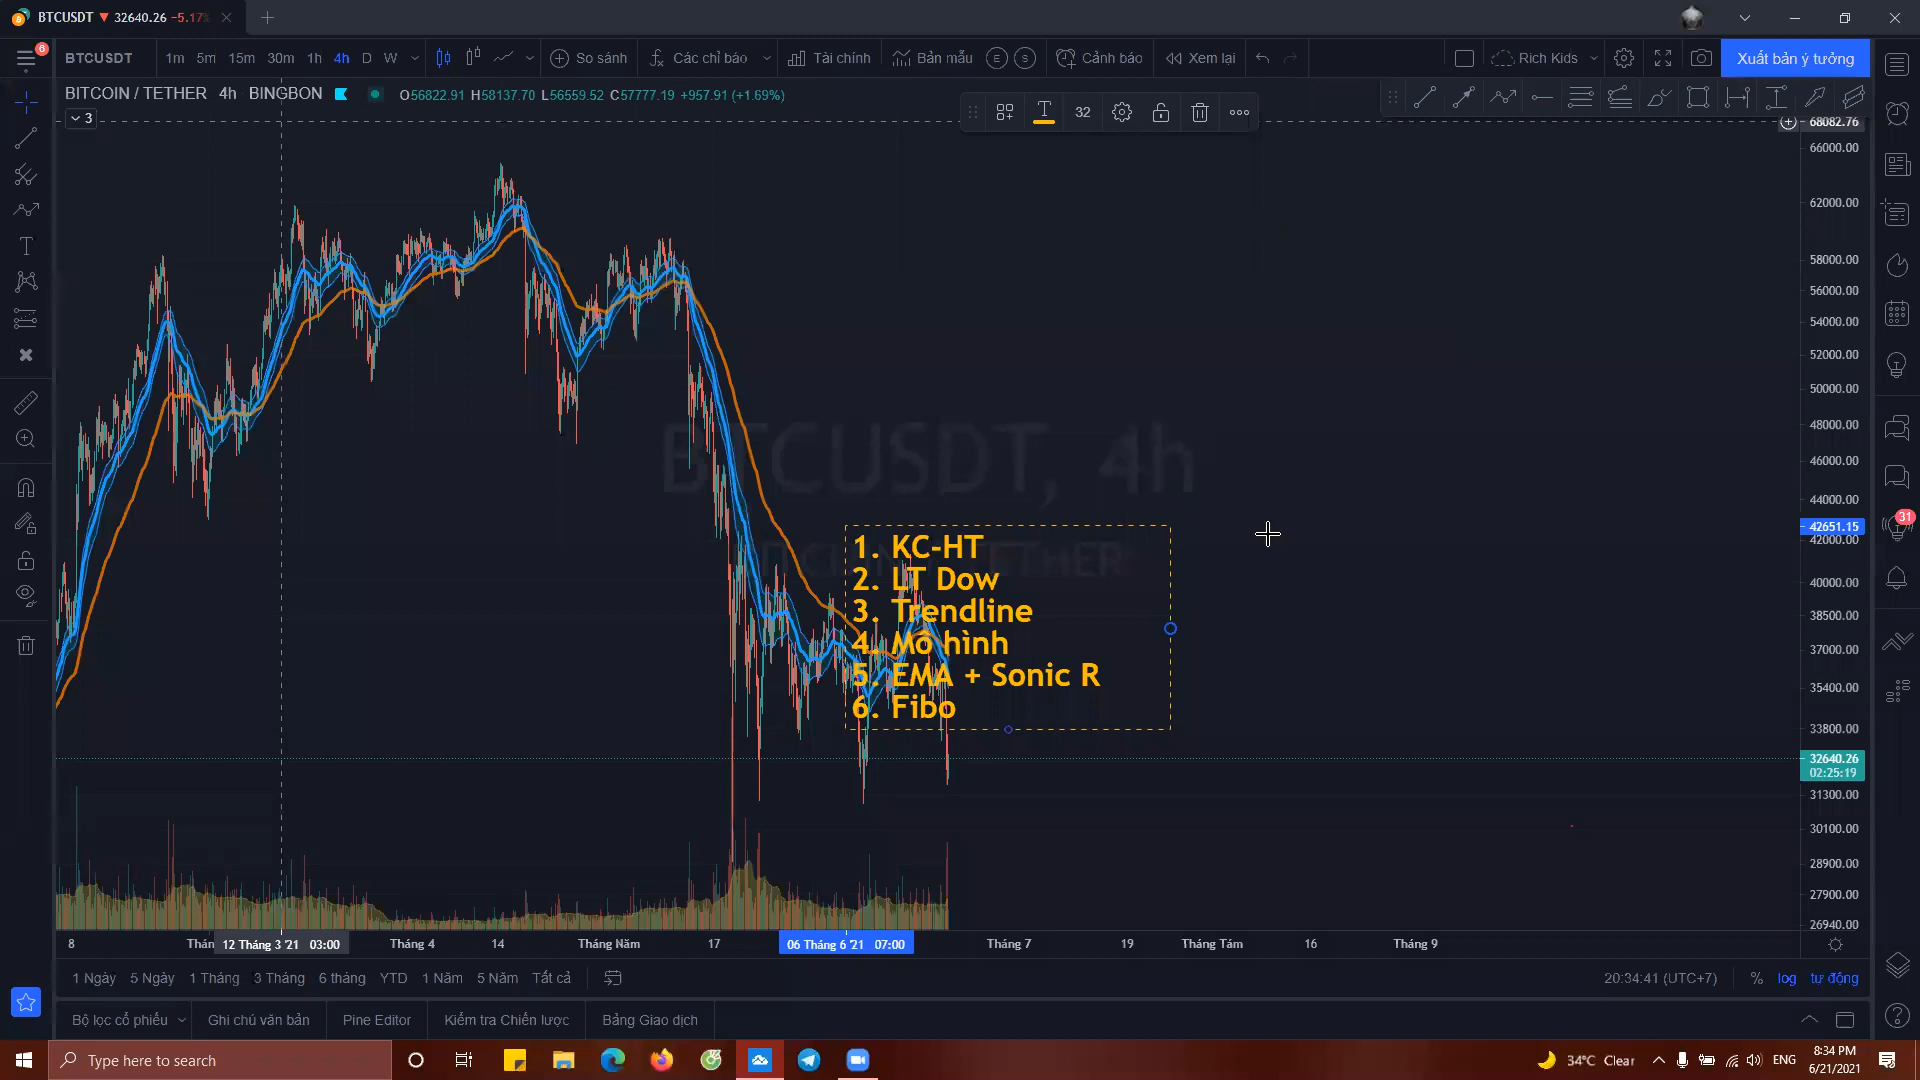 BTCUSDT ▼ 32640.26 −5.17%
6
BTCUSDT 1m 5m 15m 30m 1h 4h D W So sánh Các chỉ báo Tài chính Bản mẫu E S Cảnh báo Xem lại Rich Kids Xuất bản ý tưởng
BITCOIN / TETHER 4h BINGBON O56822.91 H58137.70 L56559.52 C57777.19 +957.91 (+1.69%)
3
32
68082.76
66000.00
62000.00
58000.00
56000.00
54000.00
52000.00
50000.00
48000.00
46000.00
44000.00
42651.15
42000.00
40000.00
38500.00
37000.00
35400.00
33800.00
32640.26
02:25:19
31300.00
30100.00
28900.00
27900.00
26940.00
31
BTCUSDT, 4h
BITCOIN / TETHER
1. KC-HT
2. LT Dow
3. Trendline
4. Mô hình
5. EMA + Sonic R
6. Fibo
8 12 Tháng 3 '21 03:00 Tháng 4 14 Tháng Năm 17 06 Tháng 6 '21 07:00 Tháng 7 19 Tháng Tám 16 Tháng 9
1 Ngày 5 Ngày 1 Tháng 3 Tháng 6 tháng YTD 1 Năm 5 Năm Tất cả 20:34:41 (UTC+7) % log tự động
Bộ lọc cổ phiếu Ghi chú văn bản Pine Editor Kiểm tra Chiến lược Bảng Giao dịch
Type here to search 34°C Clear ENG 8:34 PM
6/21/2021